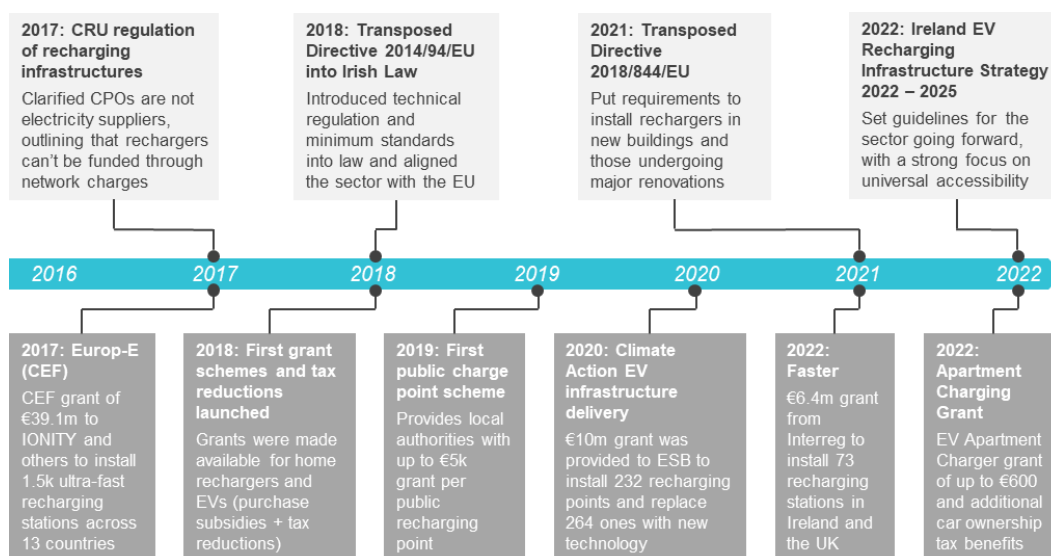 2017: CRU regulation
of recharging
infrastructures
Clarified CPOs are not
electricity suppliers,
outlining that rechargers
can't be funded through
network charges
2018: Transposed
Directive 2014/94/EU
into Irish Law
Introduced technical
regulation and
minimum standards
into law and aligned
the sector with the EU
2021: Transposed
Directive
2018/844/EU
Put requirements to
install rechargers in
new buildings and
those undergoing
major renovations
2022: Ireland EV
Recharging
Infrastructure Strategy
2022 – 2025
Set guidelines for the
sector going forward,
with a strong focus on
universal accessibility
2016 2017 2018 2019 2020 2021 2022
2017: Europ-E
(CEF)
CEF grant of
€39.1m to
IONITY and
others to install
1.5k ultra-fast
recharging
stations across
13 countries
2018: First grant
schemes and tax
reductions
launched
Grants were made
available for home
rechargers and
EVs (purchase
subsidies + tax
reductions)
2019: First
public charge
point scheme
Provides local
authorities with
up to €5k
grant per
public
recharging
point
2020: Climate
Action EV
infrastructure
delivery
€10m grant was
provided to ESB to
install 232 recharging
points and replace
264 ones with new
technology
2022:
Faster
€6.4m grant
from
Interreg to
install 73
recharging
stations in
Ireland and
the UK
2022:
Apartment
Charging
Grant
EV Apartment
Charger grant
of up to €600
and additional
car ownership
tax benefits